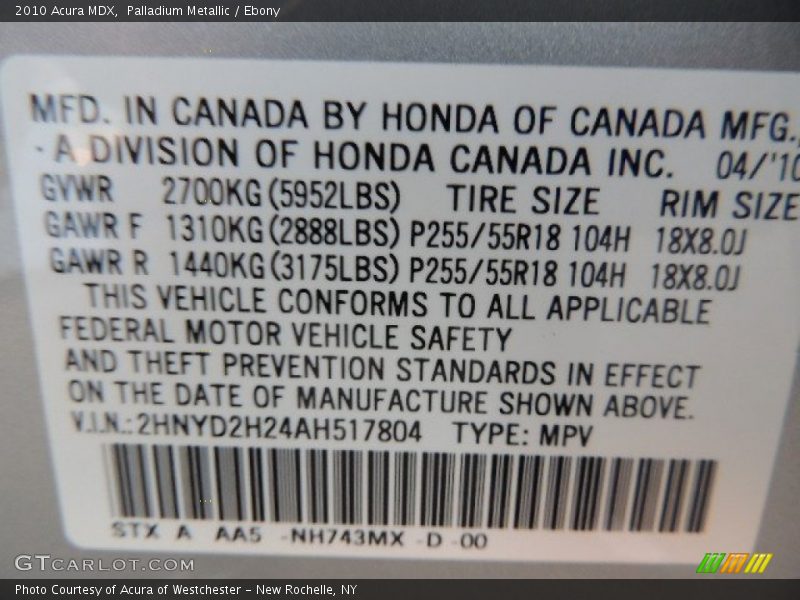 2010 Acura MDX, Palladium Metallic / Ebony
MFD. IN CANADA BY HONDA OF CANADA MFG.,
- A DIVISION OF HONDA CANADA INC. 04/'10
GVWR 2700KG(5952LBS) TIRE SIZE RIM SIZE
GAWR F 1310KG(2888LBS) P255/55R18 104H 18X8.0J
GAWR R 1440KG(3175LBS) P255/55R18 104H 18X8.0J
THIS VEHICLE CONFORMS TO ALL APPLICABLE
FEDERAL MOTOR VEHICLE SAFETY
AND THEFT PREVENTION STANDARDS IN EFFECT
ON THE DATE OF MANUFACTURE SHOWN ABOVE.
V.I.N.: 2HNYD2H24AH517804 TYPE: MPV
STX A AA5 -NH743MX -D -00
GTCARLOT.COM
Photo Courtesy of Acura of Westchester - New Rochelle, NY